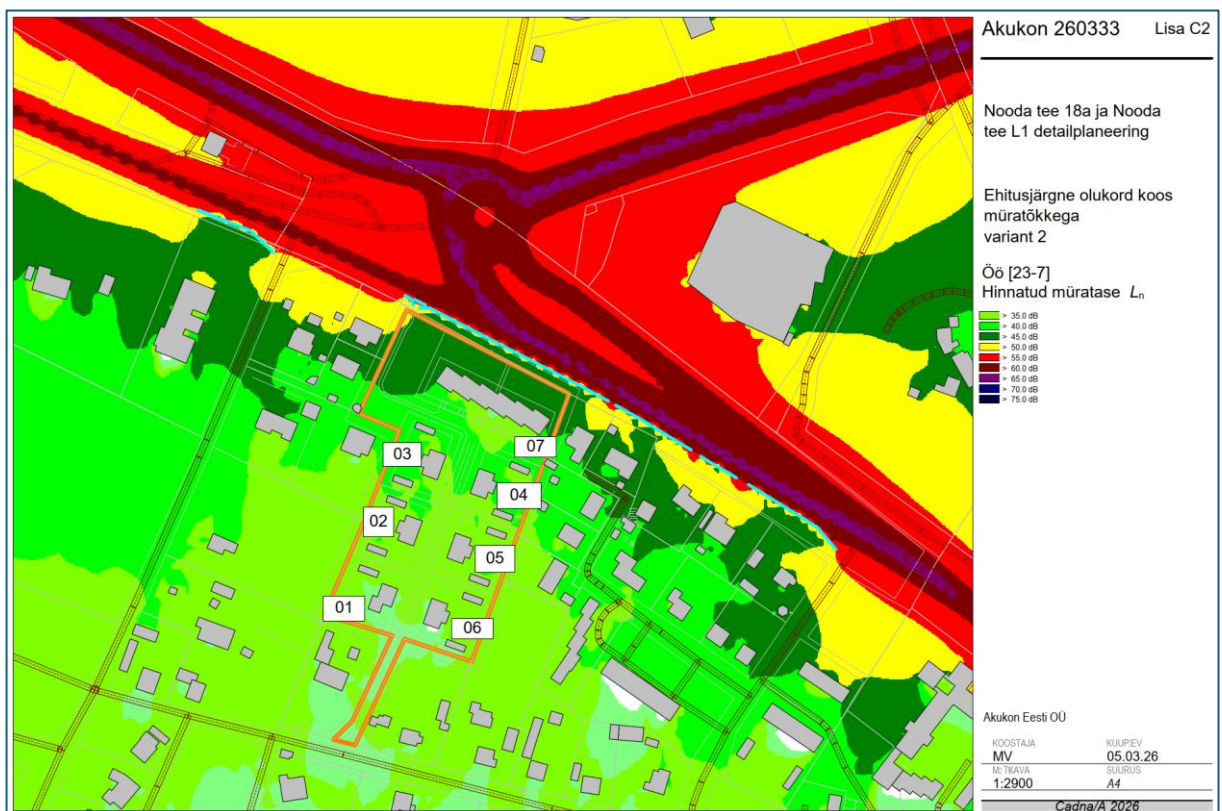 Akukon 260333 Lisa C2
Nooda tee 18a ja Nooda
tee L1 detailplaneering
Ehitusjärgne olukord koos
müratõkkega
variant 2
Öö [23-7]
Hinnatud müratase Ln
> 35.0 dB
> 40.0 dB
> 45.0 dB
> 50.0 dB
> 55.0 dB
> 60.0 dB
> 65.0 dB
> 70.0 dB
> 75.0 dB
07
03
04
02
05
01
06
Akukon Eesti OÜ
KOOSTAJA KUUPEV
MV 05.03.26
M: TKAVA SUURUS
1:2900 A4
Cadna/A 2026